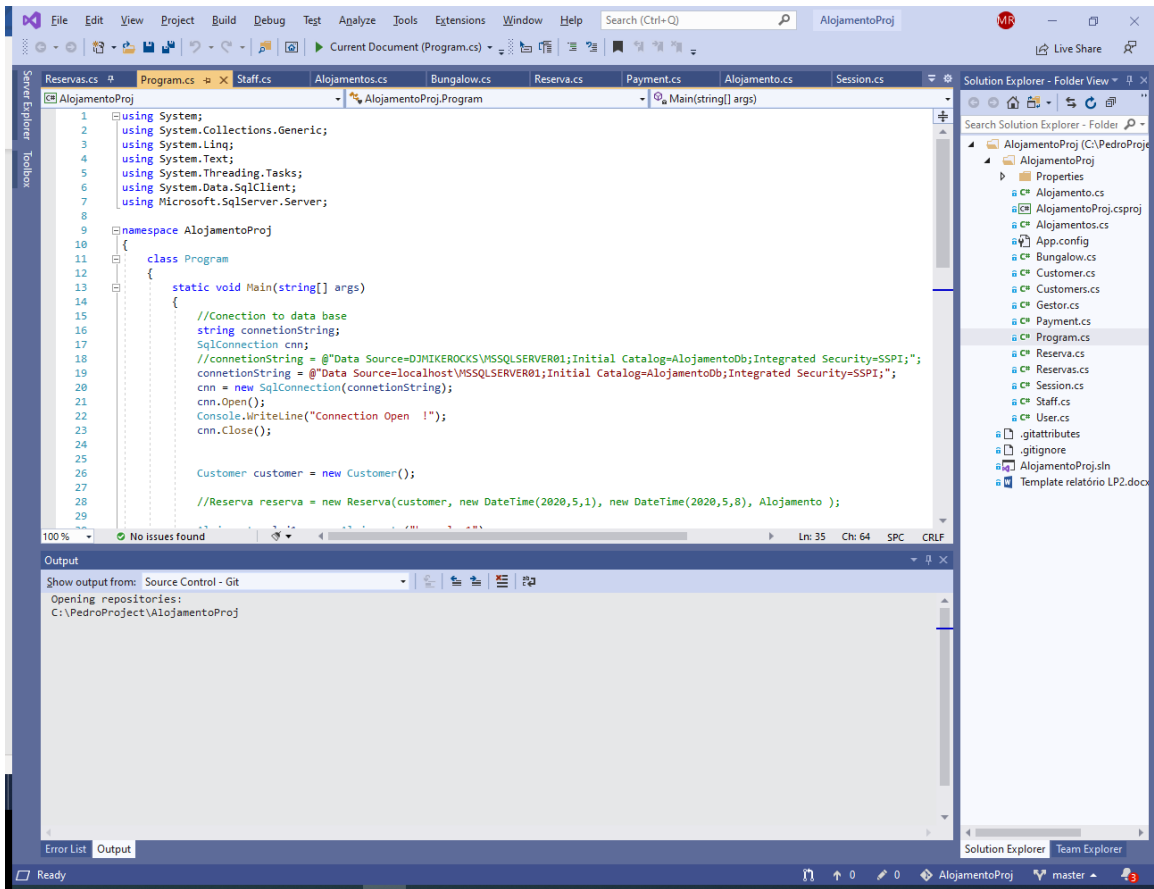 File Edit View Project Build Debug Test Analyze Tools Extensions Window Help Search (Ctrl+Q) AlojamentoProj MR
Current Document (Program.cs) Live Share
Server Explorer
Toolbox
Reservas.cs Program.cs Staff.cs Alojamentos.cs Bungalow.cs Reserva.cs Payment.cs Alojamento.cs Session.cs
AlojamentoProj AlojamentoProj.Program Main(string[] args)
1 using System;
2 using System.Collections.Generic;
3 using System.Linq;
4 using System.Text;
5 using System.Threading.Tasks;
6 using System.Data.SqlClient;
7 using Microsoft.SqlServer.Server;
8
9 namespace AlojamentoProj
10 {
11 class Program
12 {
13 static void Main(string[] args)
14 {
15 //Conection to data base
16 string connetionString;
17 SqlConnection cnn;
18 //connetionString = @"Data Source=DJMIKEROCKS\MSSQLSERVER01;Initial Catalog=AlojamentoDb;Integrated Security=SSPI;";
19 connetionString = @"Data Source=localhost\MSSQLSERVER01;Initial Catalog=AlojamentoDb;Integrated Security=SSPI;";
20 cnn = new SqlConnection(connetionString);
21 cnn.Open();
22 Console.WriteLine("Connection Open  !");
23 cnn.Close();
24
25
26 Customer customer = new Customer();
27
28 //Reserva reserva = new Reserva(customer, new DateTime(2020,5,1), new DateTime(2020,5,8), Alojamento );
29
100 % No issues found Ln: 35 Ch: 64 SPC CRLF
Output
Show output from: Source Control - Git
Opening repositories:
C:\PedroProject\AlojamentoProj
Error List Output
Solution Explorer - Folder View
Search Solution Explorer - Folder
AlojamentoProj (C:\PedroProje
AlojamentoProj
Properties
C# Alojamento.cs
C# AlojamentoProj.csproj
C# Alojamentos.cs
App.config
C# Bungalow.cs
C# Customer.cs
C# Customers.cs
C# Gestor.cs
C# Payment.cs
C# Program.cs
C# Reserva.cs
C# Reservas.cs
C# Session.cs
C# Staff.cs
C# User.cs
.gitattributes
.gitignore
AlojamentoProj.sln
Template relatório LP2.docx
Solution Explorer Team Explorer
Ready 0 0 AlojamentoProj master 3